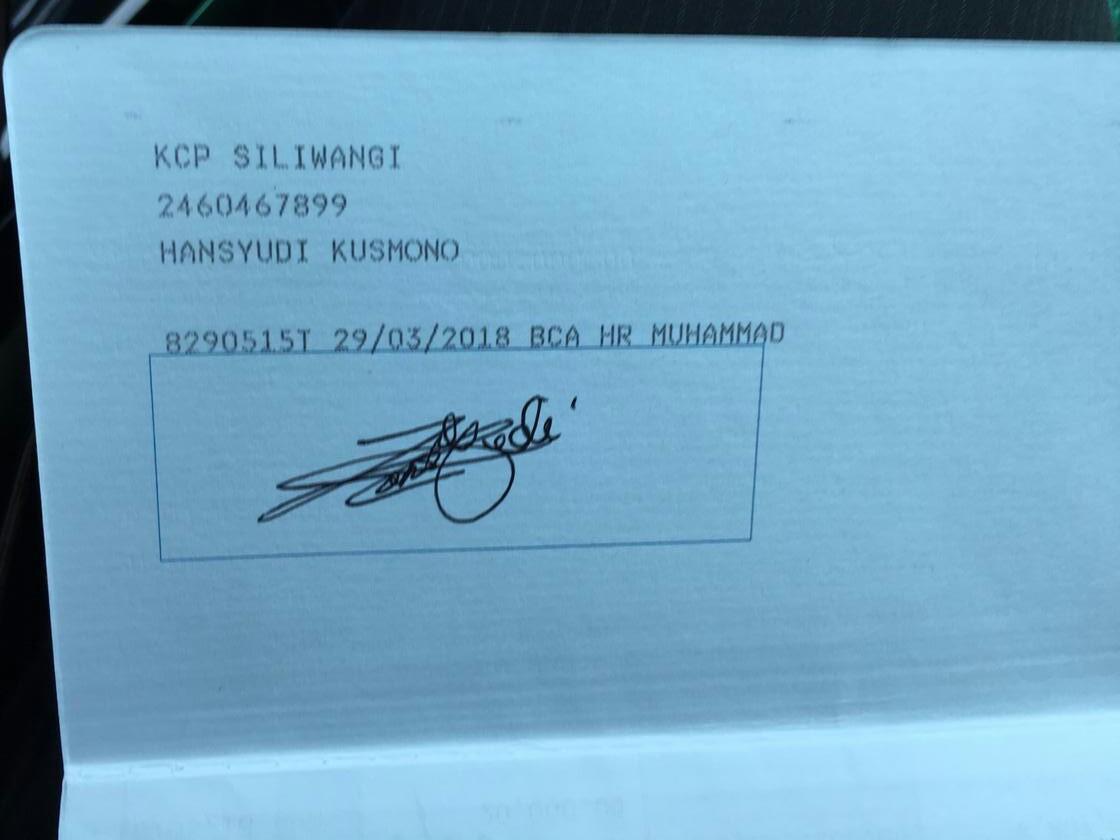 KCP SILIWANGI
2460467899
HANSYUDI KUSMONO
8290515T 29/03/2018 BCA HR MUHAMMAD